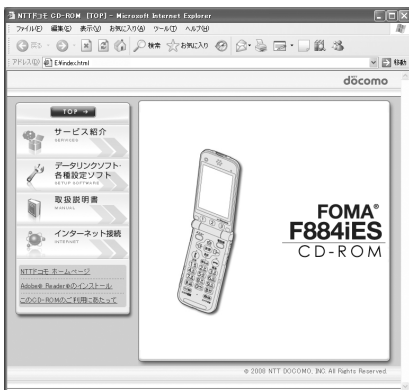 NTTドコモ CD-ROM [TOP] - Microsoft Internet Explorer
ファイル(F) 編集(E) 表示(V) お気に入り(A) ツール(T) ヘルプ(H)
戻る 検索 お気に入り
アドレス(D) E:¥index.html 移動
döcomo
TOP
サービス紹介
SERVICES
データリンクソフト・
各種設定ソフト
SETUP SOFTWARE
取扱説明書
MANUAL
インターネット接続
INTERNET
NTTドコモ ホームページ
Adobe® Reader®のインストール
このCD-ROMのご利用にあたって
FOMA®
F884iES
CD-ROM
© 2008 NTT DOCOMO, INC. All Rights Reserved.